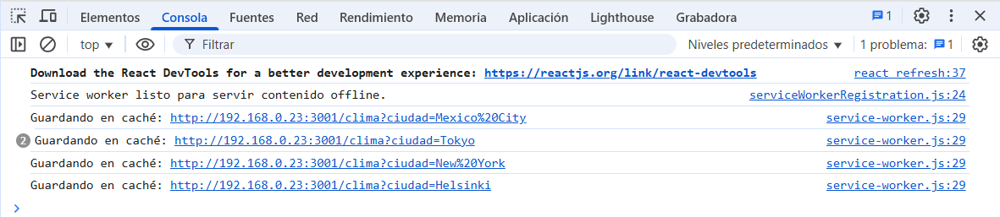 Elementos Consola Fuentes Red Rendimiento Memoria Aplicación Lighthouse Grabadora 1
top Filtrar Niveles predeterminados 1 problema: 1
Download the React DevTools for a better development experience: https://reactjs.org/link/react-devtools react refresh:37
Service worker listo para servir contenido offline. serviceWorkerRegistration.js:24
Guardando en caché: http://192.168.0.23:3001/clima?ciudad=Mexico%20City service-worker.js:29
2 Guardando en caché: http://192.168.0.23:3001/clima?ciudad=Tokyo service-worker.js:29
Guardando en caché: http://192.168.0.23:3001/clima?ciudad=New%20York service-worker.js:29
Guardando en caché: http://192.168.0.23:3001/clima?ciudad=Helsinki service-worker.js:29